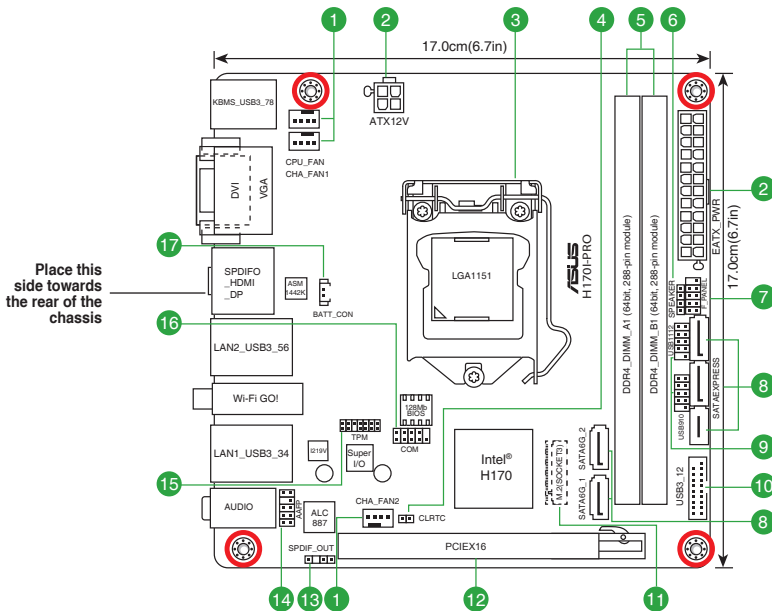 1
2
3
4
5
6
17.0cm(6.7in)
KBMS_USB3_78
ATX12V
CPU_FAN
CHA_FAN1
DVI
VGA
2
EATX_PWR
17.0cm(6.7in)
17
Place this
side towards
the rear of the
chassis
SPDIFO
_HDMI
_DP
ASM
1442K
BATT_CON
LGA1151
ASUS
H170I-PRO
DDR4_DIMM_A1 (64bit, 288-pin module)
DDR4_DIMM_B1 (64bit, 288-pin module)
SPEAKER
F_PANEL
7
16
LAN2_USB3_56
USB1112
SATAEXPRESS
8
Wi-Fi GO!
128Mb
BIOS
USB910
9
TPM
COM
15
LAN1_USB3_34
I219V
Super
I/O
Intel®
H170
M.2(SOCKET3)
SATA6G_2
SATA6G_1
USB3_12
10
AUDIO
AAFP
ALC
887
CHA_FAN2
CLRTC
8
SPDIF_OUT
PCIEX16
14
13
1
12
11